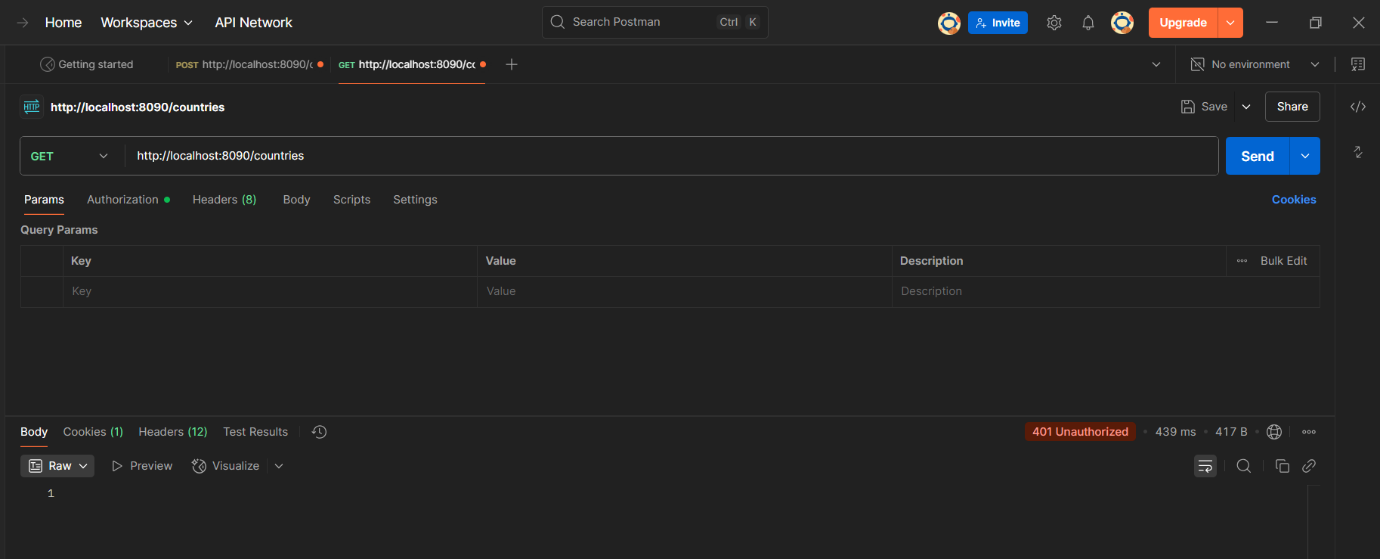 Home Workspaces API Network Search Postman Ctrl K Invite Upgrade
Getting started POST http://localhost:8090/c GET http://localhost:8090/cc No environment
HTTP http://localhost:8090/countries Save Share
GET http://localhost:8090/countries Send
Params Authorization Headers (8) Body Scripts Settings Cookies
Query Params
Key Value Description Bulk Edit
Key Value Description
Body Cookies (1) Headers (12) Test Results 401 Unauthorized 439 ms 417 B
Raw Preview Visualize
1